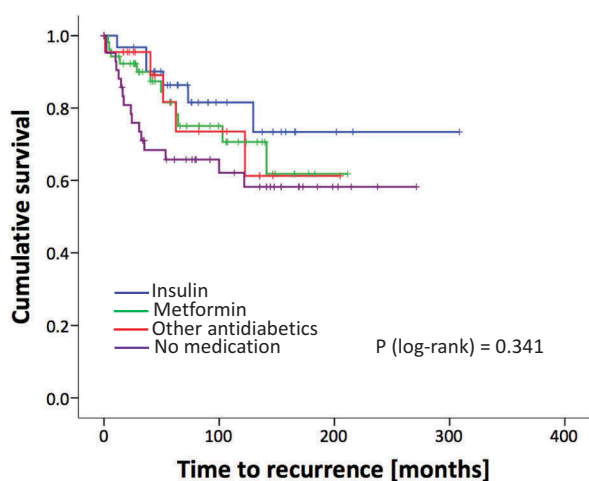 Cumulative survival
1.0
0.8
0.6
0.4
0.2
0.0
Insulin
Metformin
Other antidiabetics
No medication
P (log-rank) = 0.341
0 100 200 300 400
Time to recurrence [months]